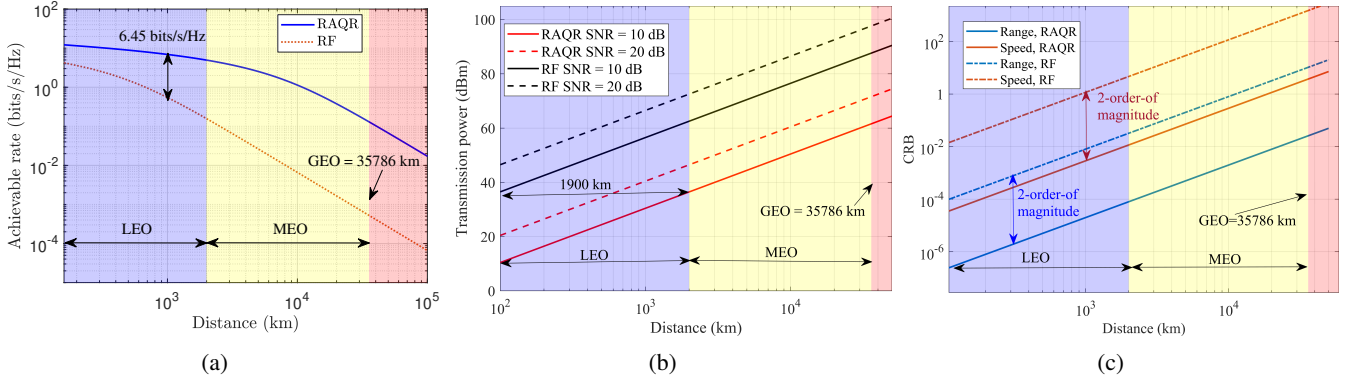 10^2
10^0
10^-2
10^-4
Achievable rate (bits/s/Hz)
6.45 bits/s/Hz
RAQR
RF
GEO = 35786 km
LEO
MEO
10^3
10^4
10^5
Distance (km)
(a)
100
80
60
40
20
0
Transmission power (dBm)
RAQR SNR = 10 dB
RAQR SNR = 20 dB
RF SNR = 10 dB
RF SNR = 20 dB
1900 km
GEO = 35786 km
LEO
MEO
10^2
10^3
10^4
Distance (km)
(b)
10^2
1
10^-2
10^-4
10^-6
CRB
Range, RAQR
Speed, RAQR
Range, RF
Speed, RF
2-order-of
magnitude
2-order-of
magnitude
GEO=35786 km
LEO
MEO
10^3
10^4
Distance (km)
(c)